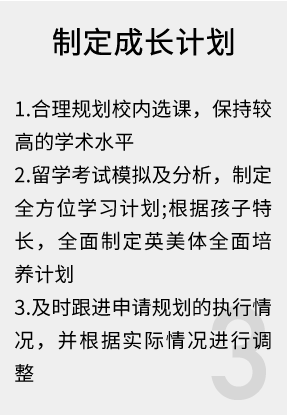 制定成长计划
1.合理规划校内选课，保持较
高的学术水平
2.留学考试模拟及分析，制定
全方位学习计划;根据孩子特
长，全面制定英美体全面培
养计划
3.及时跟进申请规划的执行情
况，并根据实际情况进行调
整
3